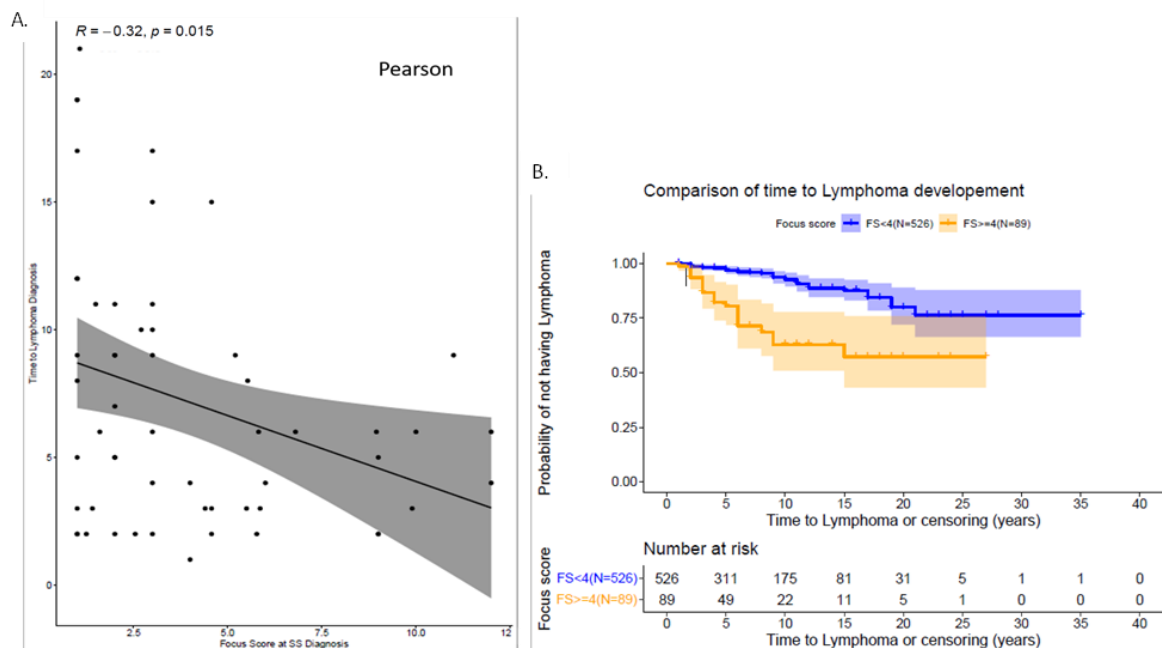 A.
R = −0.32, p = 0.015
Pearson
Time to Lymphoma Diagnosis
20
15
10
5
0
2.5 5.0 7.5 10.0 12
Focus Score at SS Diagnosis
B.
Comparison of time to Lymphoma developement
Focus score FS<4(N=526) FS>=4(N=89)
Probability of not having Lymphoma
1.00
0.75
0.50
0.25
0.00
0 5 10 15 20 25 30 35 40
Time to Lymphoma or censoring (years)
Number at risk
Focus score
FS<4(N=526) 526 311 175 81 31 5 1 1 0
FS>=4(N=89) 89 49 22 11 5 1 0 0 0
0 5 10 15 20 25 30 35 40
Time to Lymphoma or censoring (years)